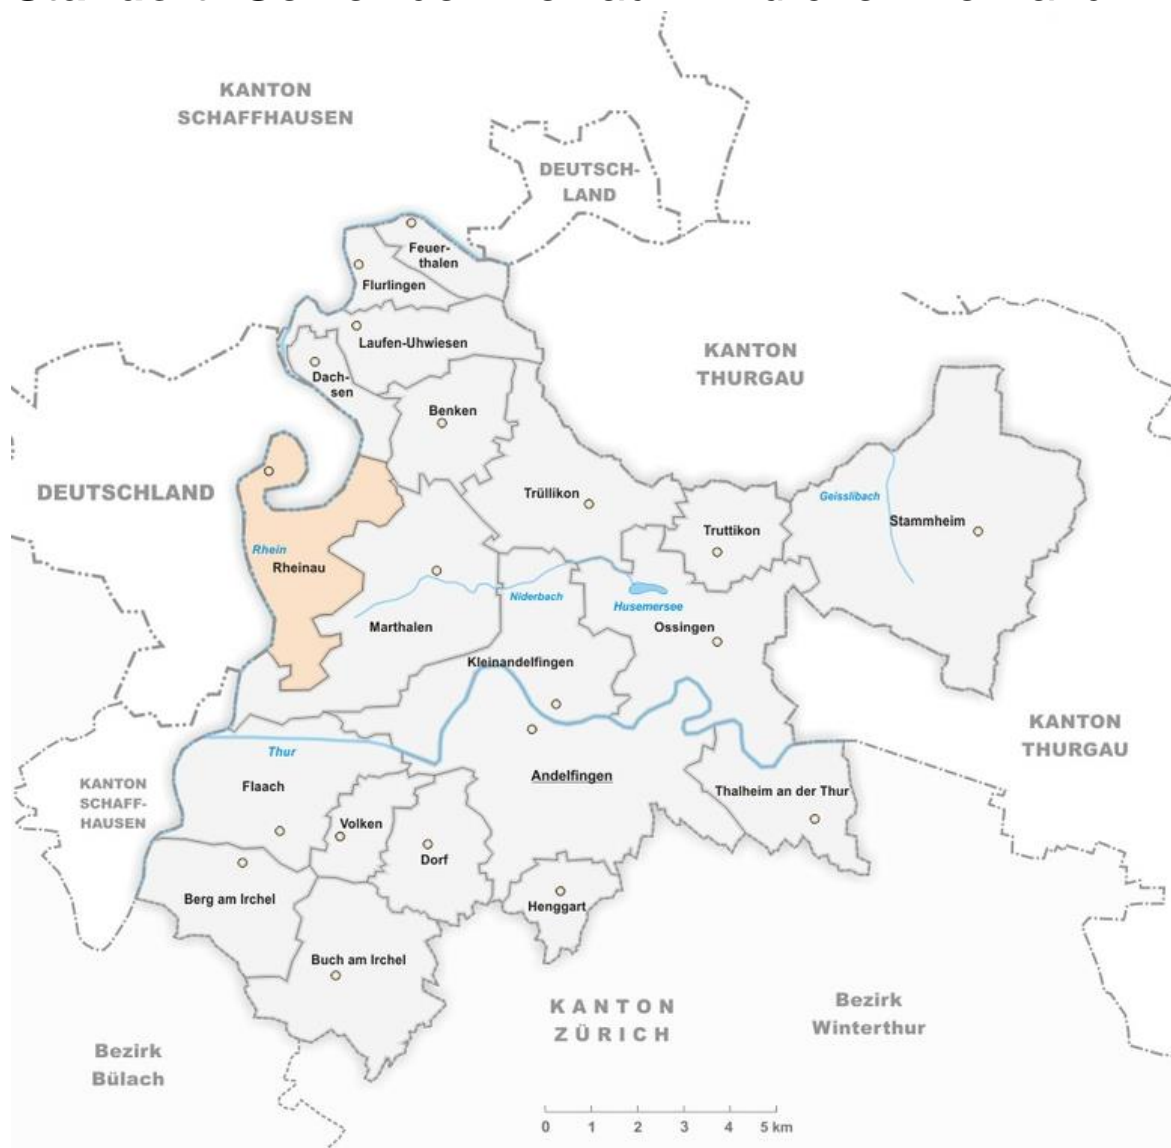 KANTON
SCHAFFHAUSEN
DEUTSCH-
LAND
Feuer-
thalen
Flurlingen
Laufen-Uhwiesen
KANTON
THURGAU
Dach-
sen
Benken
DEUTSCHLAND
Trüllikon
Geisslibach
Stammheim
Truttikon
Rhein
Rheinau
Niderbach
Husemersee
Marthalen
Ossingen
Kleinandelfingen
KANTON
THURGAU
Thur
Andelfingen
KANTON
SCHAFF-
HAUSEN
Flaach
Thalheim an der Thur
Volken
Dorf
Berg am Irchel
Henggart
Buch am Irchel
KANTON
ZÜRICH
Bezirk
Winterthur
Bezirk
Bülach
0 1 2 3 4 5 km